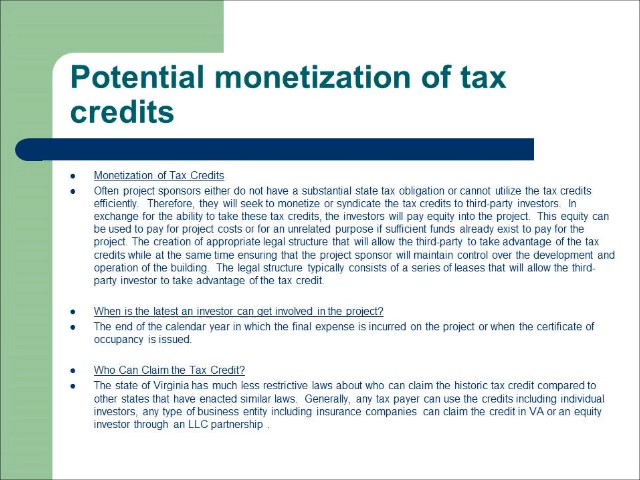 Potential monetization of tax
credits
Monetization of Tax Credits
Often project sponsors either do not have a substantial state tax obligation or cannot utilize the tax credits
efficiently. Therefore, they will seek to monetize or syndicate the tax credits to third-party investors. In
exchange for the ability to take these tax credits, the investors will pay equity into the project. This equity can
be used to pay for project costs or for an unrelated purpose if sufficient funds already exist to pay for the
project. The creation of appropriate legal structure that will allow the third-party to take advantage of the tax
credits while at the same time ensuring that the project sponsor will maintain control over the development and
operation of the building. The legal structure typically consists of a series of leases that will allow the third-
party investor to take advantage of the tax credit.
When is the latest an investor can get involved in the project?
The end of the calendar year in which the final expense is incurred on the project or when the certificate of
occupancy is issued.
Who Can Claim the Tax Credit?
The state of Virginia has much less restrictive laws about who can claim the historic tax credit compared to
other states that have enacted similar laws. Generally, any tax payer can use the credits including individual
investors, any type of business entity including insurance companies can claim the credit in VA or an equity
investor through an LLC partnership .